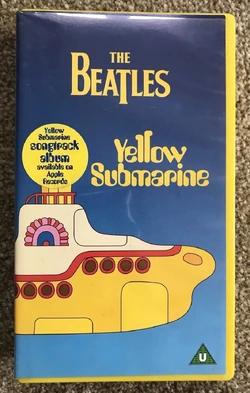 THE
BEATLES
Yellow
Submarine
Yellow
Submarine
songtrack
album
available on
Apple
Records
U